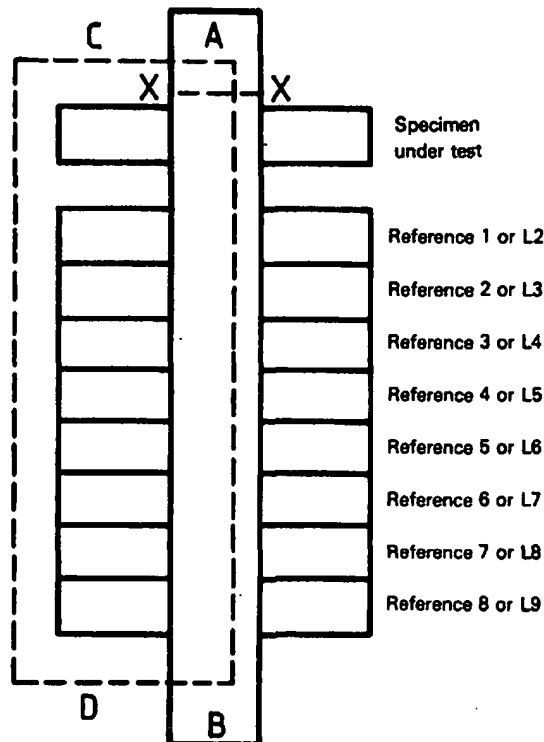 C A
X X
Specimen
under test
Reference 1 or L2
Reference 2 or L3
Reference 3 or L4
Reference 4 or L5
Reference 5 or L6
Reference 6 or L7
Reference 7 or L8
Reference 8 or L9
D B